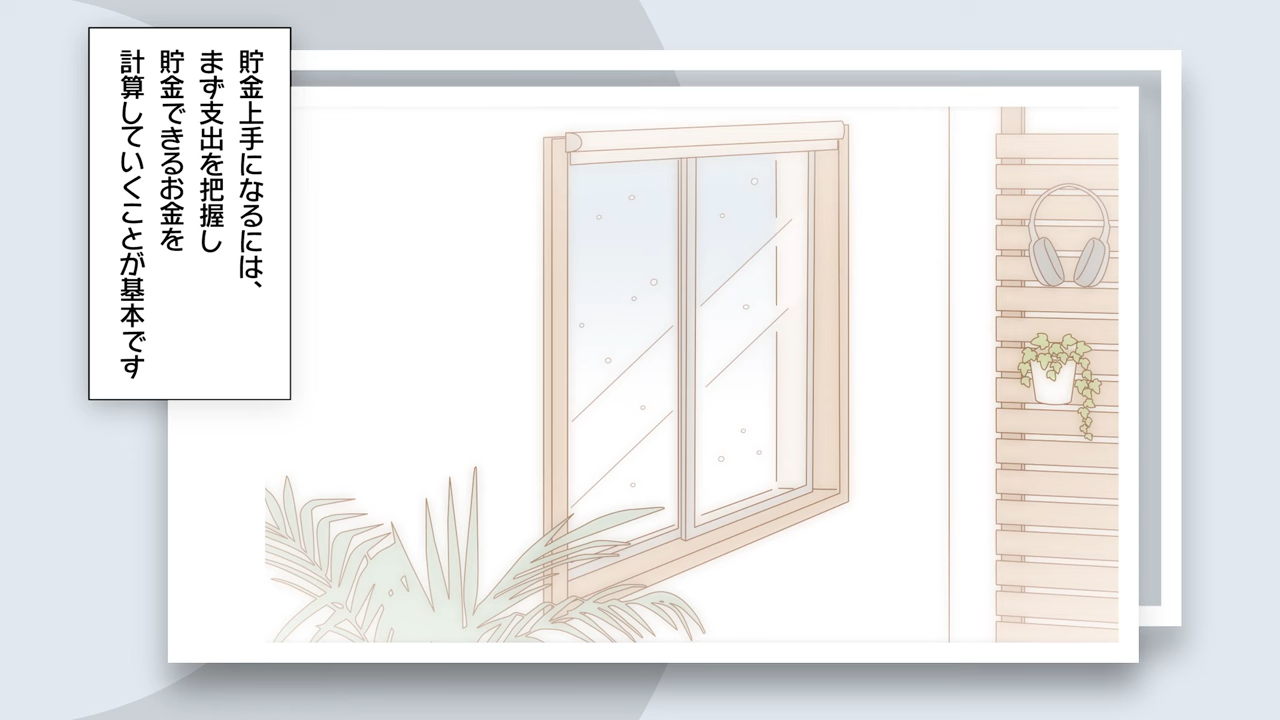 貯金上手になるには、
まず支出を把握し
貯金できるお金を
計算していくことが基本です